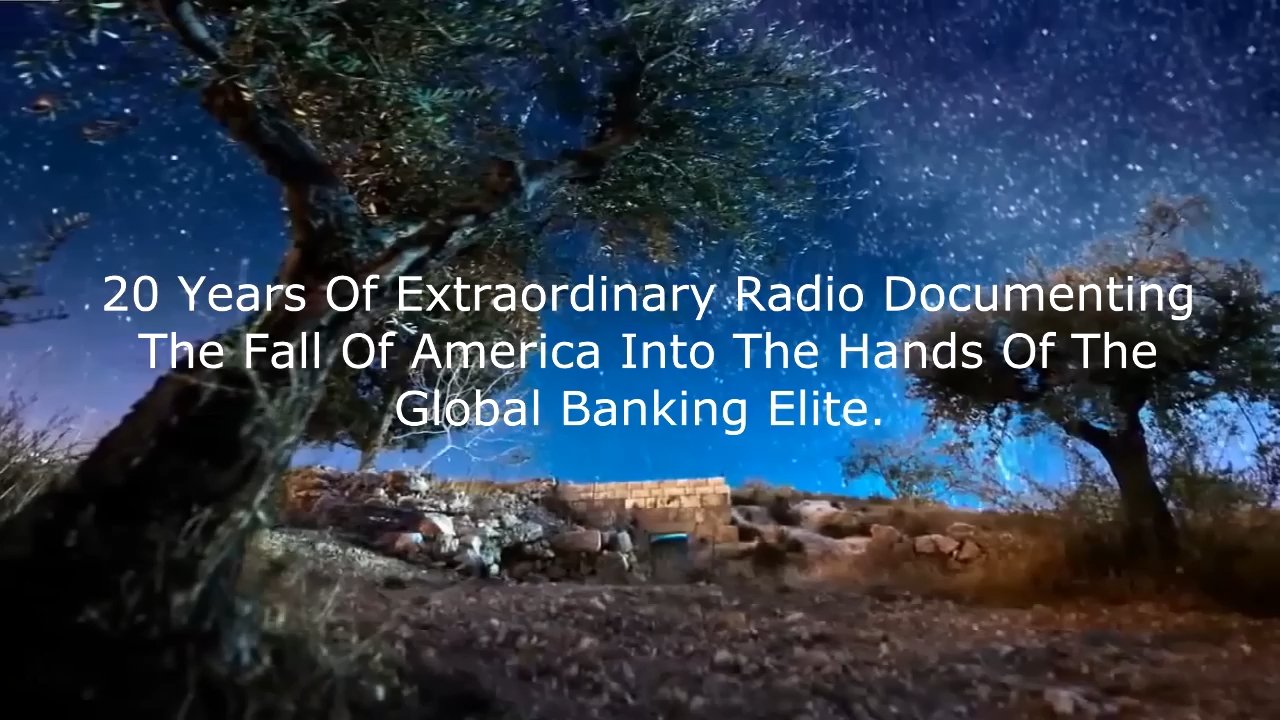 20 Years Of Extraordinary Radio Documenting
The Fall Of America Into The Hands Of The
Global Banking Elite.